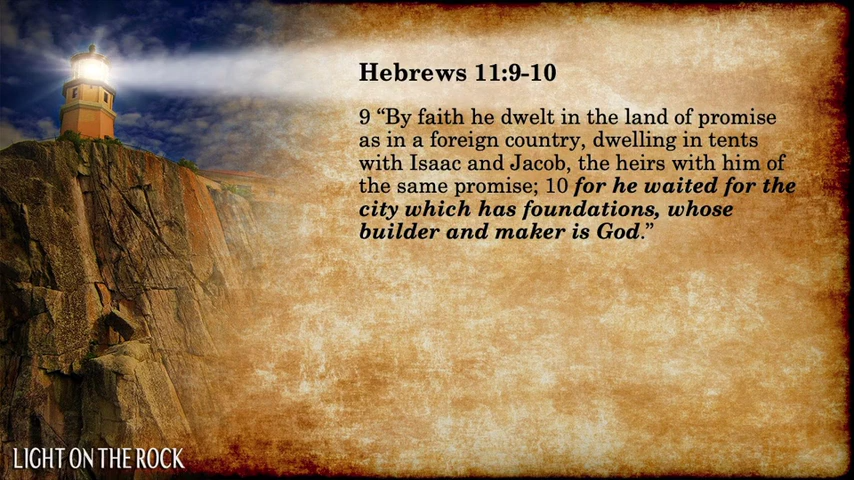 Hebrews 11:9-10
9 “By faith he dwelt in the land of promise
as in a foreign country, dwelling in tents
with Isaac and Jacob, the heirs with him of
the same promise; 10 for he waited for the
city which has foundations, whose
builder and maker is God.”
LIGHT ON THE ROCK